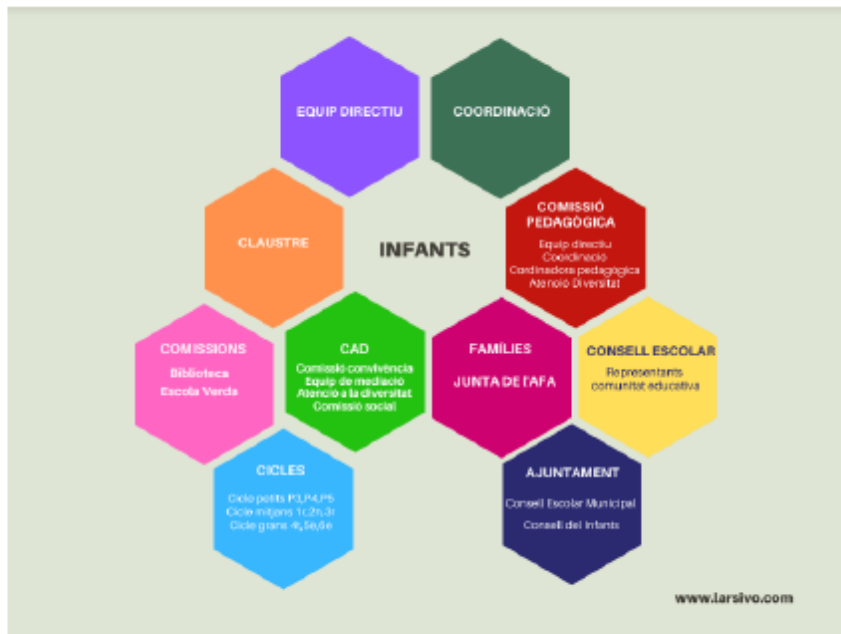 EQUIP DIRECTIU
COORDINACIÓ
CLAUSTRE
INFANTS
COMISSIÓ
PEDAGÒGICA
Equip directiu
Coordinació
Cordinadora pedagògica
Atenció Diversitat
COMISSIONS
Biblioteca
Escola Verda
CAD
Comissió convivència
Equip de mediació
Atenció a la diversitat
Comissió social
FAMÍLIES
JUNTA DE l'AFA
CONSELL ESCOLAR
Representants
comunitat educativa
CICLES
Cicle petits P3,P4,P5
Cicle mitjans 1r,2n,3r
Cicle grans 4t,5è,6è
AJUNTAMENT
Consell Escolar Municipal
Consell del Infants
www.larsivo.com